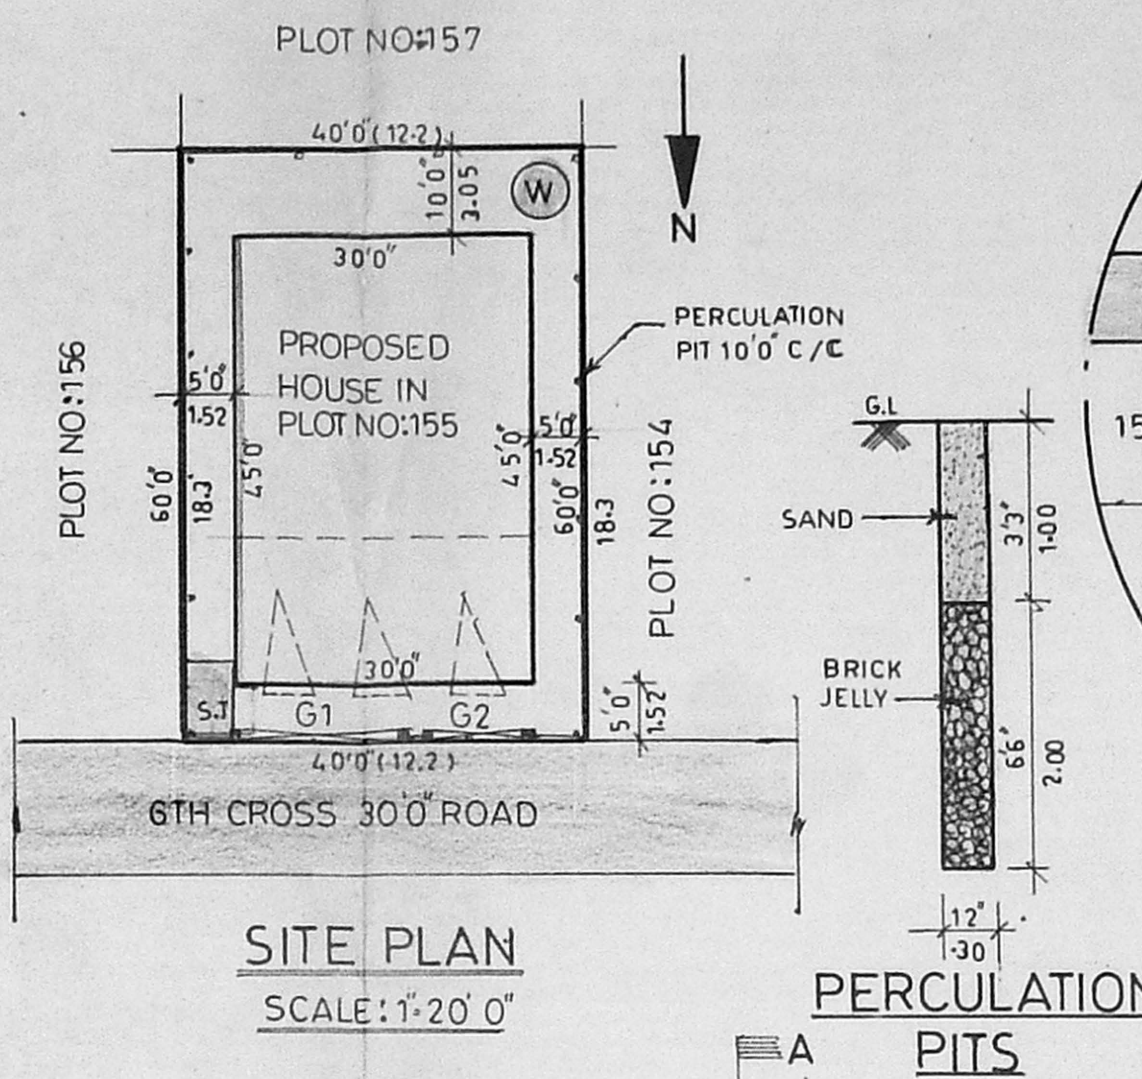 PLOT NO:157
40'0"(12.2)
10'0"
3.05
W
N
30'0"
PROPOSED
HOUSE IN
PLOT NO:155
PERCULATION
PIT 10'0" C/C
PLOT NO:156
5'0"
1.52
60'0"
18.3
45'0"
45'0"
5'0"
1.52
60'0"
18.3
PLOT NO:154
30'0"
S.T
G1
G2
5'0"
1.52
40'0"(12.2)
6TH CROSS 30'0" ROAD
SITE PLAN
SCALE:1"=20'0"
G.L
SAND
3'3"
1.00
BRICK
JELLY
6'6"
2.00
12"
.30
PERCULATION
PITS
A
15